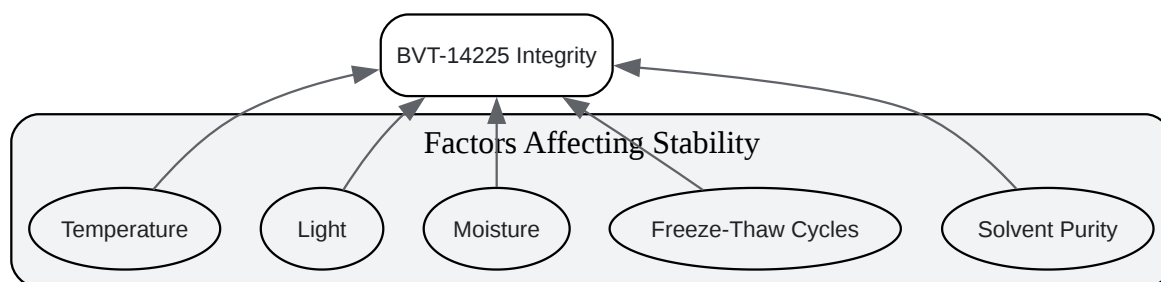 BVT-14225 Integrity
Factors Affecting Stability
Temperature
Light
Moisture
Freeze-Thaw Cycles
Solvent Purity